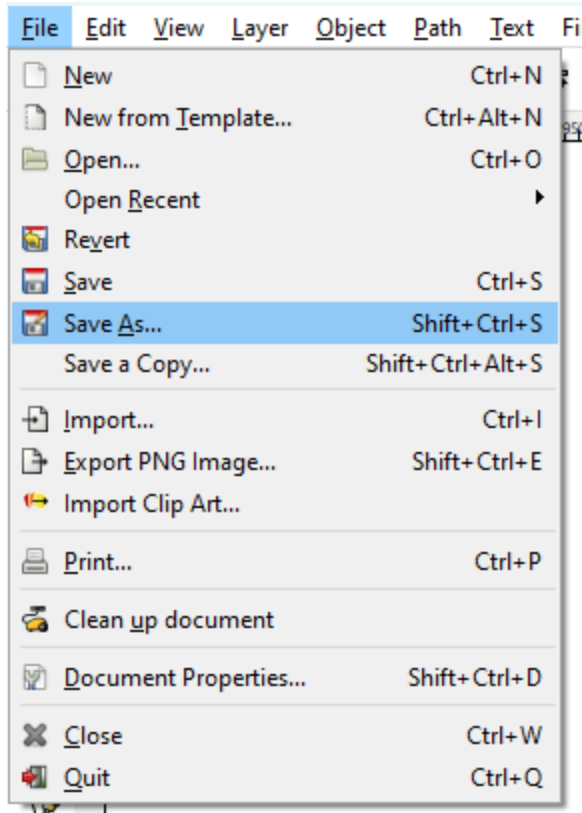 File Edit View Layer Object Path Text
New Ctrl+N
New from Template... Ctrl+Alt+N
Open... Ctrl+O
Open Recent
Revert
Save Ctrl+S
Save As... Shift+Ctrl+S
Save a Copy... Shift+Ctrl+Alt+S
Import... Ctrl+I
Export PNG Image... Shift+Ctrl+E
Import Clip Art...
Print... Ctrl+P
Clean up document
Document Properties... Shift+Ctrl+D
Close Ctrl+W
Quit Ctrl+Q